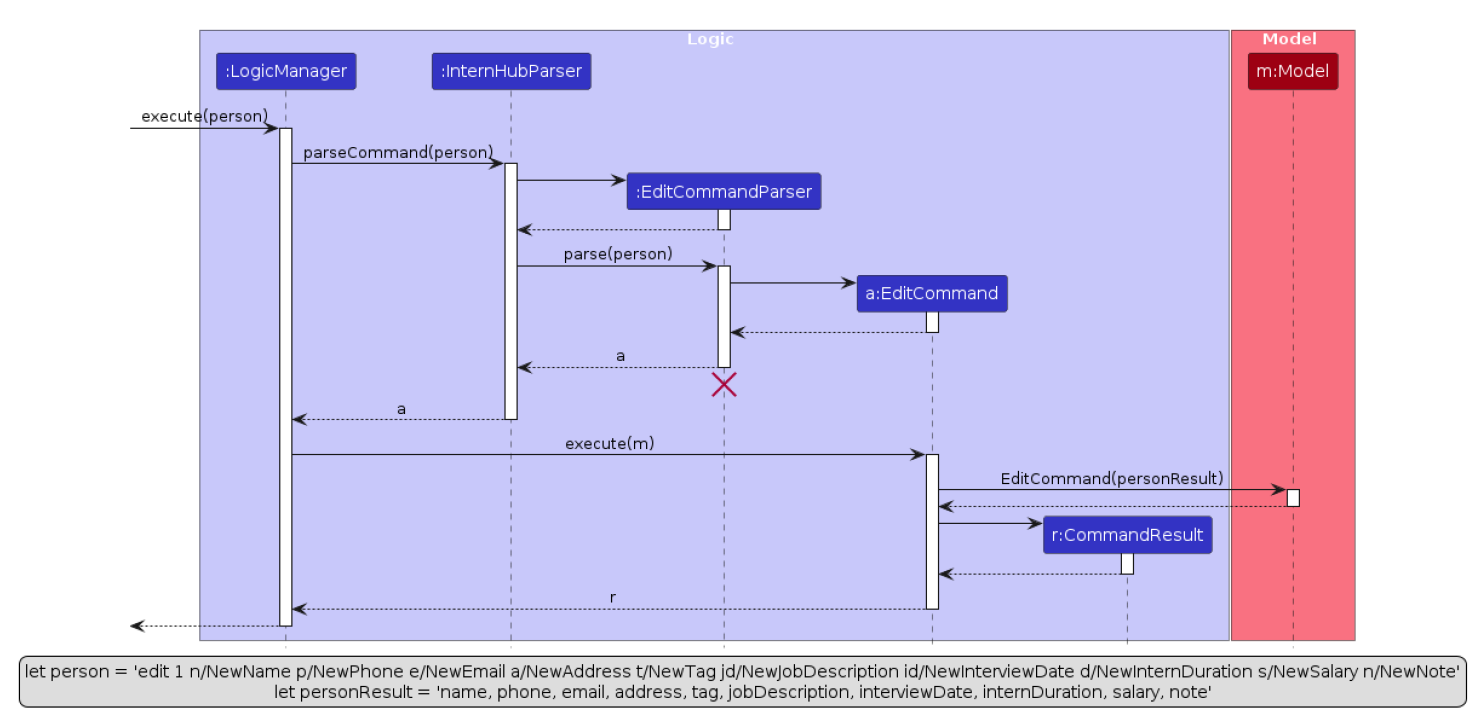 Logic
Model
:LogicManager
:InternHubParser
m:Model
execute(person)
parseCommand(person)
:EditCommandParser
parse(person)
a:EditCommand
a
a
execute(m)
EditCommand(personResult)
r:CommandResult
r
let person = 'edit 1 n/NewName p/NewPhone e/NewEmail a/NewAddress t/NewTag jd/NewJobDescription id/NewInterviewDate d/NewInternDuration s/NewSalary n/NewNote'
let personResult = 'name, phone, email, address, tag, jobDescription, interviewDate, internDuration, salary, note'